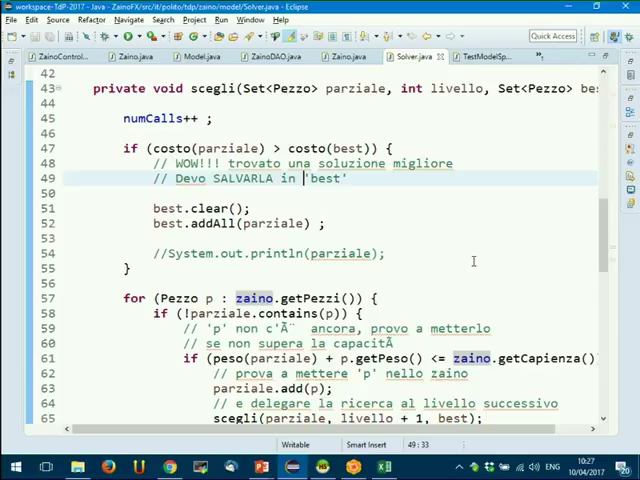 workspace-TdP-2017 - Java - ZainoFX/src/it/polito/tdp/zaino/model/Solver.java - Eclipse
File Edit Source Refactor Navigate Search Project Run Window Help
Quick Access
ZainoControl... Zaino.java Model.java ZainoDAO.java Zaino.java Solver.java TestModelSp...
42
43 private void scegli(Set<Pezzo> parziale, int livello, Set<Pezzo> bes
44
45 numCalls++ ;
46
47 if (costo(parziale) > costo(best)) {
48 // WOW!!! trovato una soluzione migliore
49 // Devo SALVARLA in 'best'
50
51 best.clear();
52 best.addAll(parziale) ;
53
54 //System.out.println(parziale);
55 }
56
57 for (Pezzo p : zaino.getPezzi()) {
58 if (!parziale.contains(p)) {
59 // 'p' non c'Ã¨ ancora, provo a metterlo
60 // se non supera la capacitÃ
61 if (peso(parziale) + p.getPeso() <= zaino.getCapienza()
62 // prova a mettere 'p' nello zaino
63 parziale.add(p);
64 // e delegare la ricerca al livello successivo
65 scegli(parziale, livello + 1, best);
Writable Smart Insert 49 : 33
10:27
10/04/2017
20